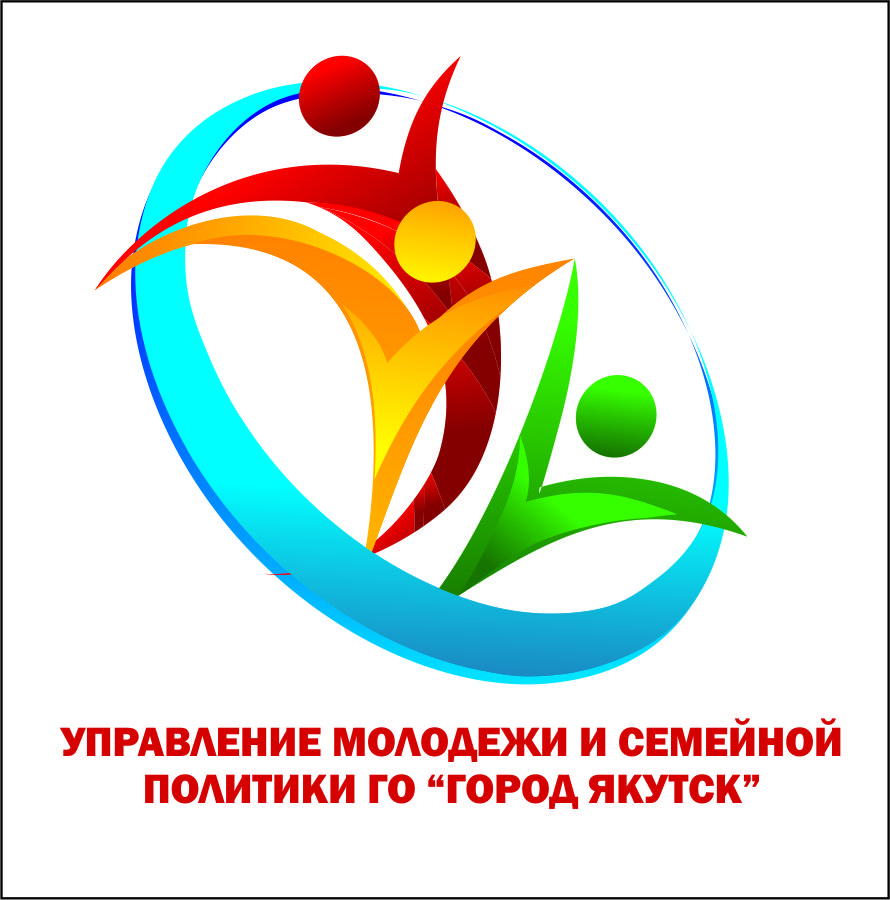 УПРАВЛЕНИЕ МОЛОДЕЖИ И СЕМЕЙНОЙ
ПОЛИТИКИ ГО “ГОРОД ЯКУТСК”